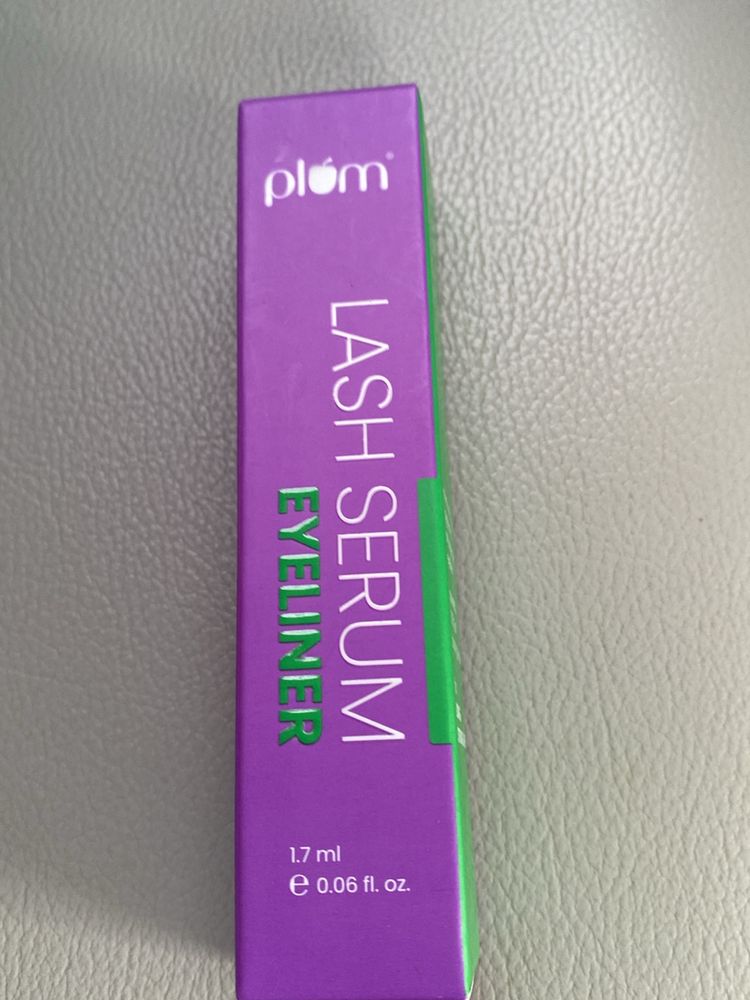 plum®
LASH SERUM
EYELINER
1.7 ml
℮ 0.06 fl. oz.